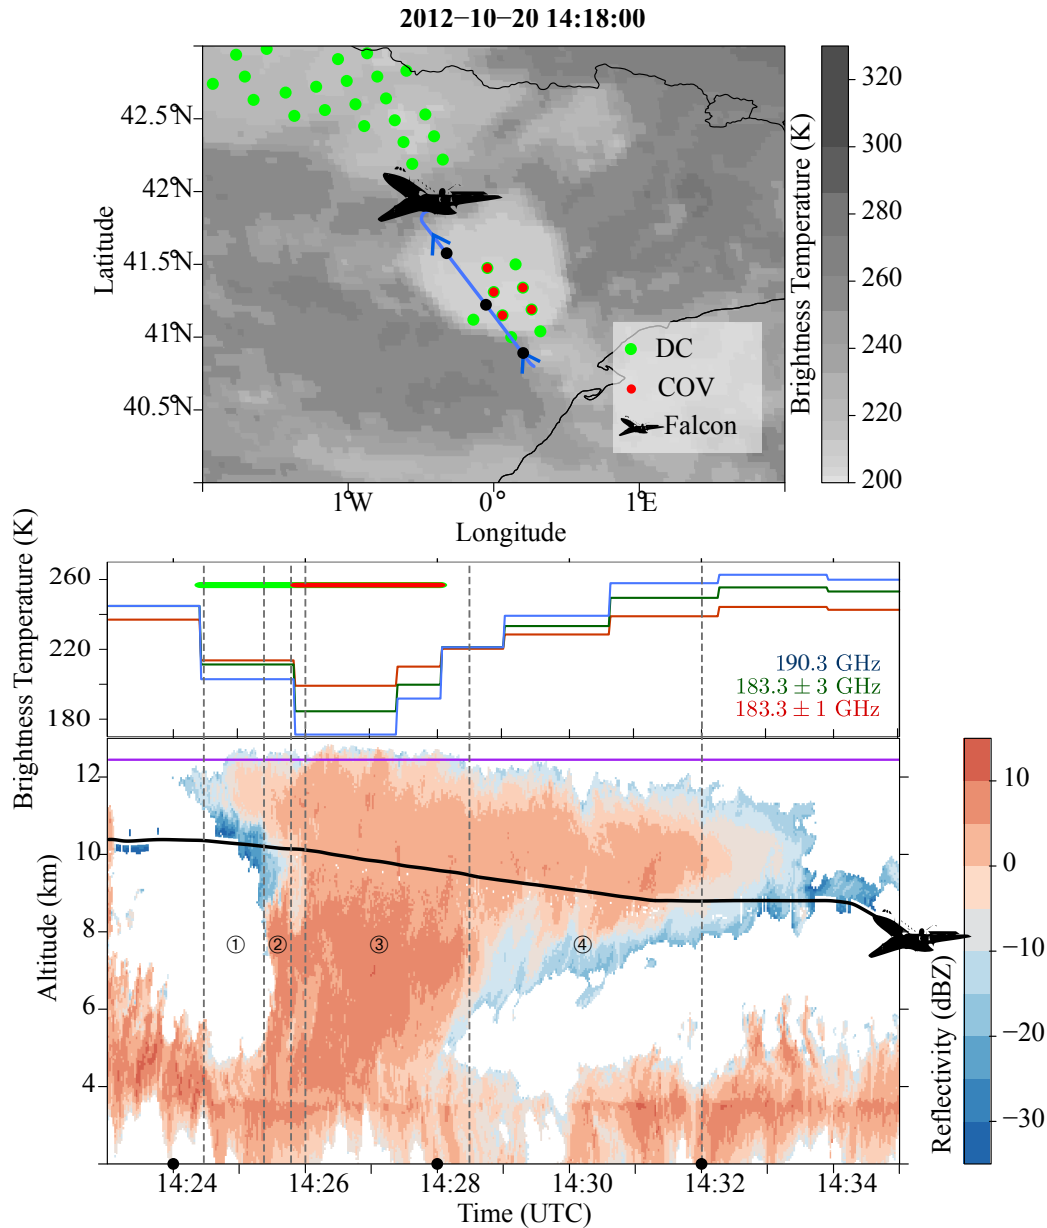 2012−10−20 14:18:00
42.5°N
42°N
41.5°N
41°N
40.5°N
Latitude
1°W
0°
1°E
Longitude
DC
COV
Falcon
320
300
280
260
240
220
200
Brightness Temperature (K)
260
220
180
Brightness Temperature (K)
190.3 GHz
183.3 ± 3 GHz
183.3 ± 1 GHz
12
10
8
6
4
Altitude (km)
①
②
③
④
14:24
14:26
14:28
14:30
14:32
14:34
Time (UTC)
10
0
−10
−20
−30
Reflectivity (dBZ)